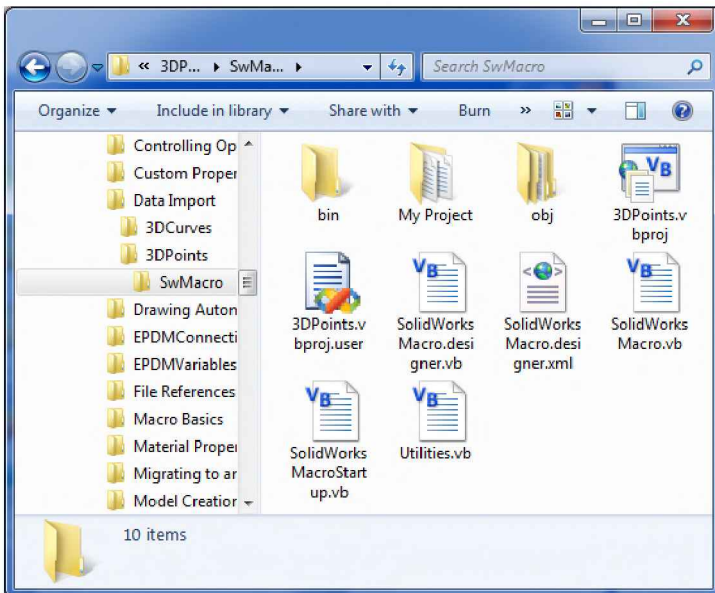 « 3DP... SwMa...
Search SwMacro
Organize Include in library Share with Burn »
Controlling Op
Custom Proper
Data Import
3DCurves
3DPoints
SwMacro
Drawing Auton
EPDMConnecti
EPDMVariables
File References
Macro Basics
Material Proper
Migrating to ar
Model Creation
bin
My Project
obj
3DPoints.v
bproj
3DPoints.v
bproj.user
SolidWorks
Macro.desi
gner.vb
SolidWorks
Macro.desi
gner.xml
SolidWorks
Macro.vb
SolidWorks
MacroStart
up.vb
Utilities.vb
10 items